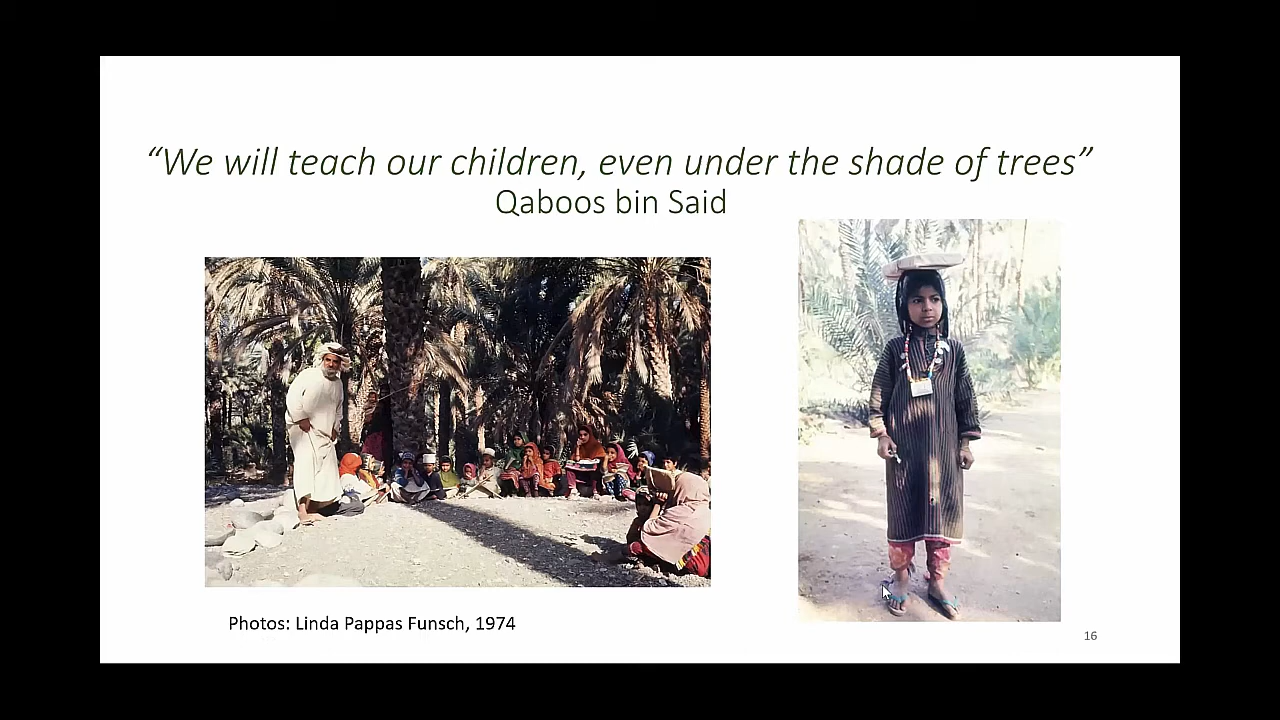 “We will teach our children, even under the shade of trees”
Qaboos bin Said
Photos: Linda Pappas Funsch, 1974
16